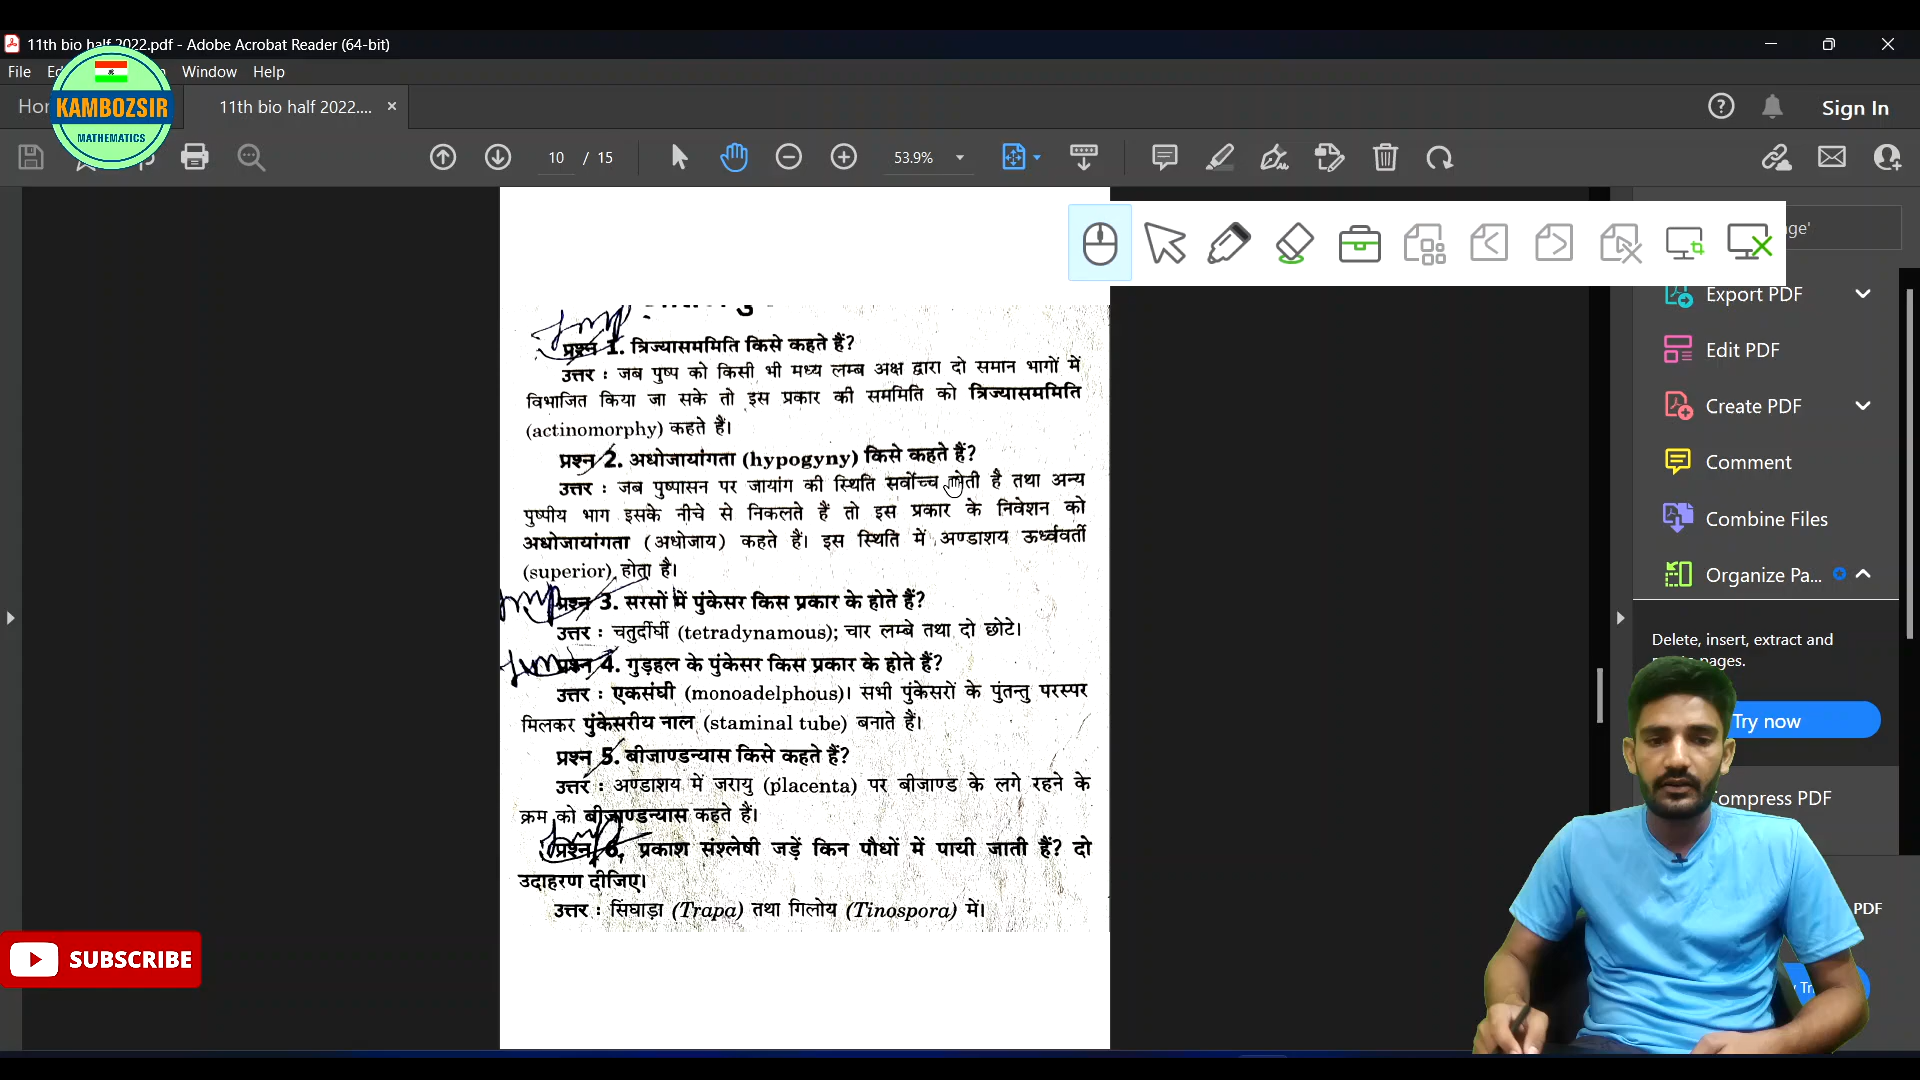 11th bio half 2022.pdf - Adobe Acrobat Reader (64-bit)
File
Window Help
KAMBOZSIR
MATHEMATICS
11th bio half 2022....
Sign In
10 / 15
53.9%
Export PDF
Edit PDF
Create PDF
Comment
Combine Files
Organize Pa...
Delete, insert, extract and
pages.
Try now
Compress PDF
PDF
Imp
प्रश्न 1. त्रिज्यासममिति किसे कहते हैं?
उत्तर : जब पुष्प को किसी भी मध्य लम्ब अक्ष द्वारा दो समान भागों में
विभाजित किया जा सके तो इस प्रकार की सममिति को त्रिज्यासममिति
(actinomorphy) कहते हैं।
प्रश्न 2. अधोजायांगता (hypogyny) किसे कहते हैं?
उत्तर : जब पुष्पासन पर जायांग की स्थिति सर्वोच्च होती है तथा अन्य
पुष्पीय भाग इसके नीचे से निकलते हैं तो इस प्रकार के निवेशन को
अधोजायांगता (अधोजाय) कहते हैं। इस स्थिति में अण्डाशय ऊर्ध्ववर्ती
(superior) होता है।
Imp प्रश्न 3. सरसों में पुंकेसर किस प्रकार के होते हैं?
उत्तर : चतुर्दीर्घी (tetradynamous); चार लम्बे तथा दो छोटे।
Imp प्रश्न 4. गुड़हल के पुंकेसर किस प्रकार के होते हैं?
उत्तर : एकसंघी (monoadelphous)। सभी पुंकेसरों के पुंतन्तु परस्पर
मिलकर पुंकेसरीय नाल (staminal tube) बनाते हैं।
प्रश्न 5. बीजाण्डन्यास किसे कहते हैं?
उत्तर : अण्डाशय में जरायु (placenta) पर बीजाण्ड के लगे रहने के
क्रम को बीजाण्डन्यास कहते हैं।
Imp
प्रश्न 6. प्रकाश संश्लेषी जड़ें किन पौधों में पायी जाती हैं? दो
उदाहरण दीजिए।
उत्तर : सिंघाड़ा (Trapa) तथा गिलोय (Tinospora) में।
SUBSCRIBE